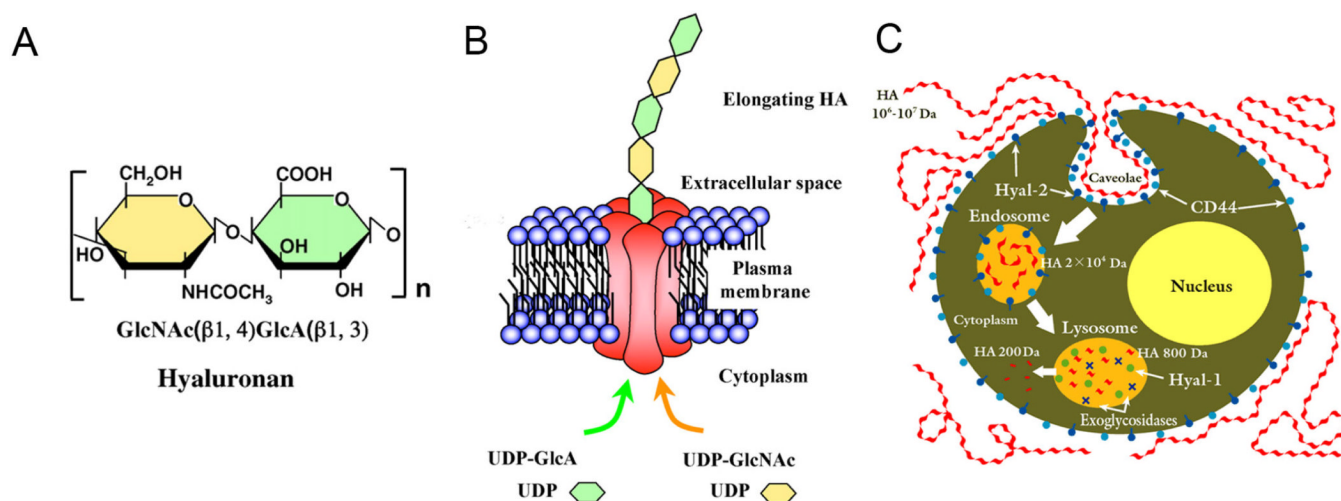 A
CH₂OH
O
COOH
O
O
O
HO
OH
OH
NHCOCH₃
n
GlcNAc(β1, 4)GlcA(β1, 3)
Hyaluronan
B
Elongating HA
Extracellular space
Plasma
membrane
Cytoplasm
UDP-GlcA
UDP
UDP-GlcNAc
UDP
C
HA
10⁶-10⁷ Da
Caveolae
Hyal-2
CD44
Endosome
HA 2×10⁴ Da
Nucleus
Cytoplasm
Lysosome
HA 200Da
HA 800 Da
Hyal-1
Exoglycosidases